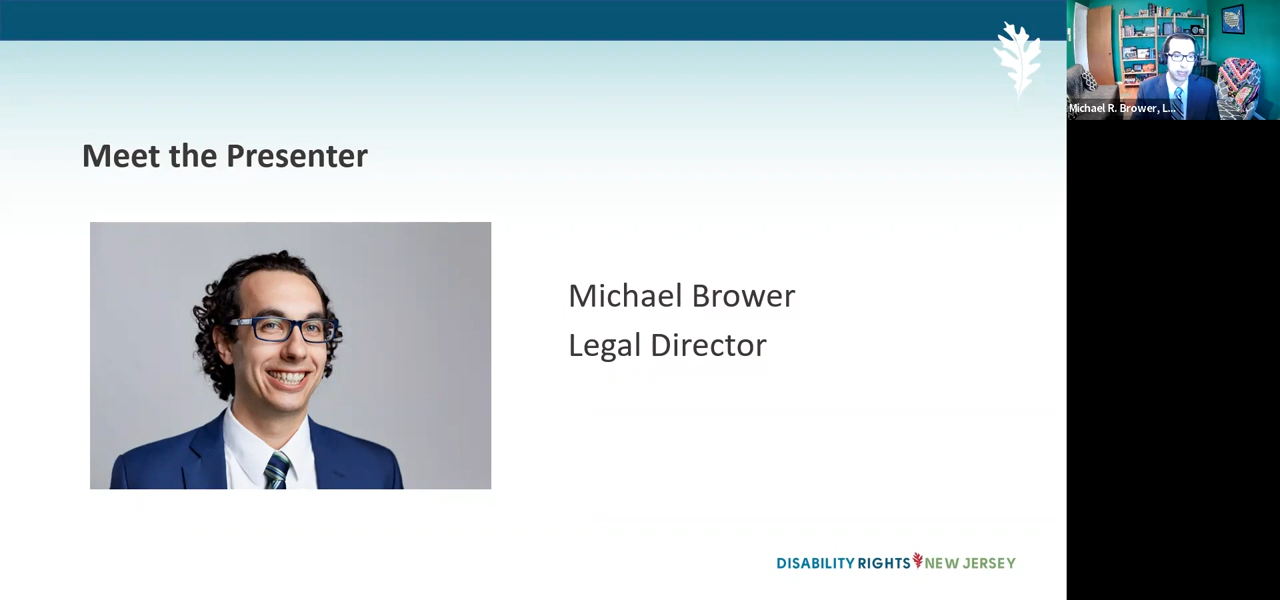 Meet the Presenter
Michael Brower
Legal Director
DISABILITY RIGHTS NEW JERSEY
Michael R. Brower, L...